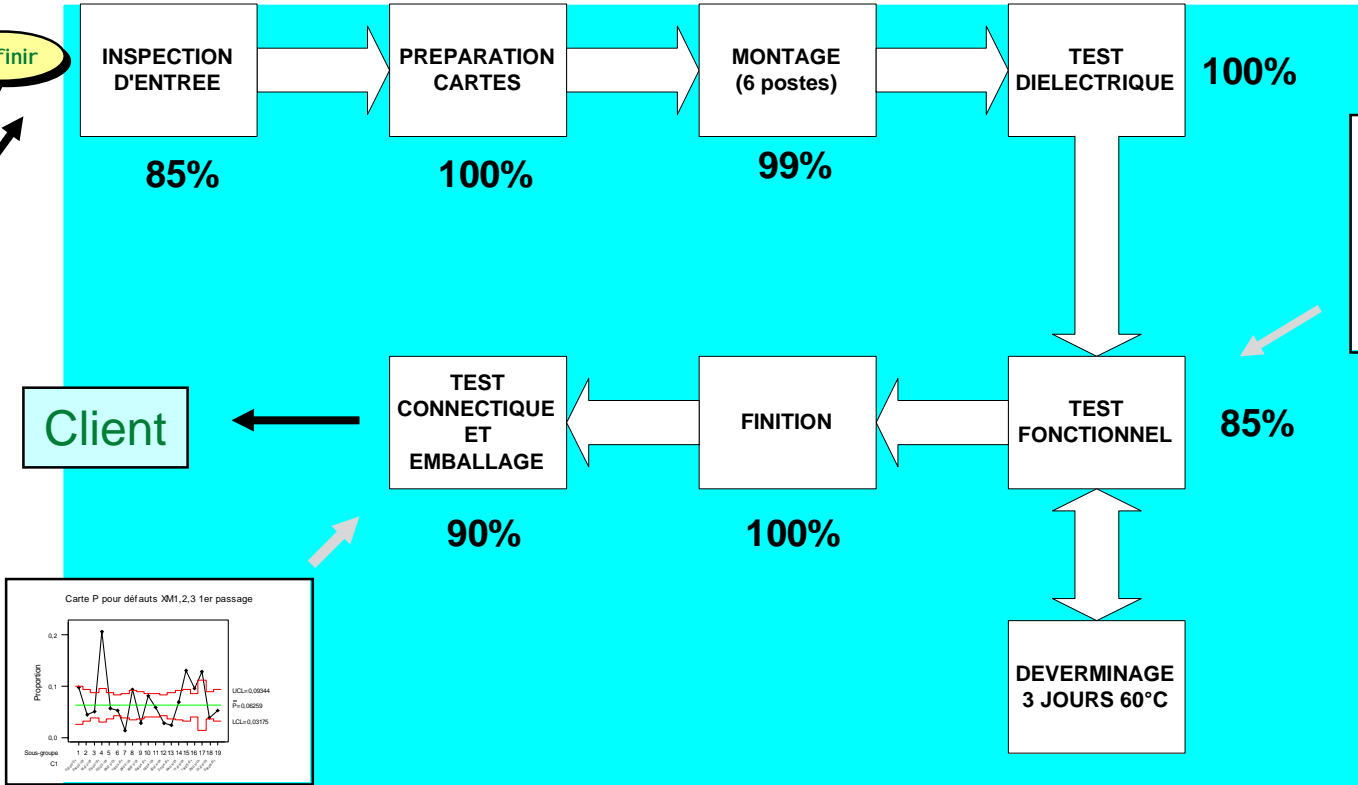 finir
INSPECTION
D'ENTREE
PREPARATION
CARTES
MONTAGE
(6 postes)
TEST
DIELECTRIQUE
100%
85%
100%
99%
Client
TEST
CONNECTIQUE
ET
EMBALLAGE
FINITION
TEST
FONCTIONNEL
85%
90%
100%
DEVERMINAGE
3 JOURS 60°C
Carte P pour défauts XM1,2,3 1er passage
Proportion
0,2
0,1
0,0
UCL=0,09344
P=0,06259
LCL=0,03175
Sous-groupe 1 2 3 4 5 6 7 8 9 10 11 12 13 14 15 16 17 18 19
C1